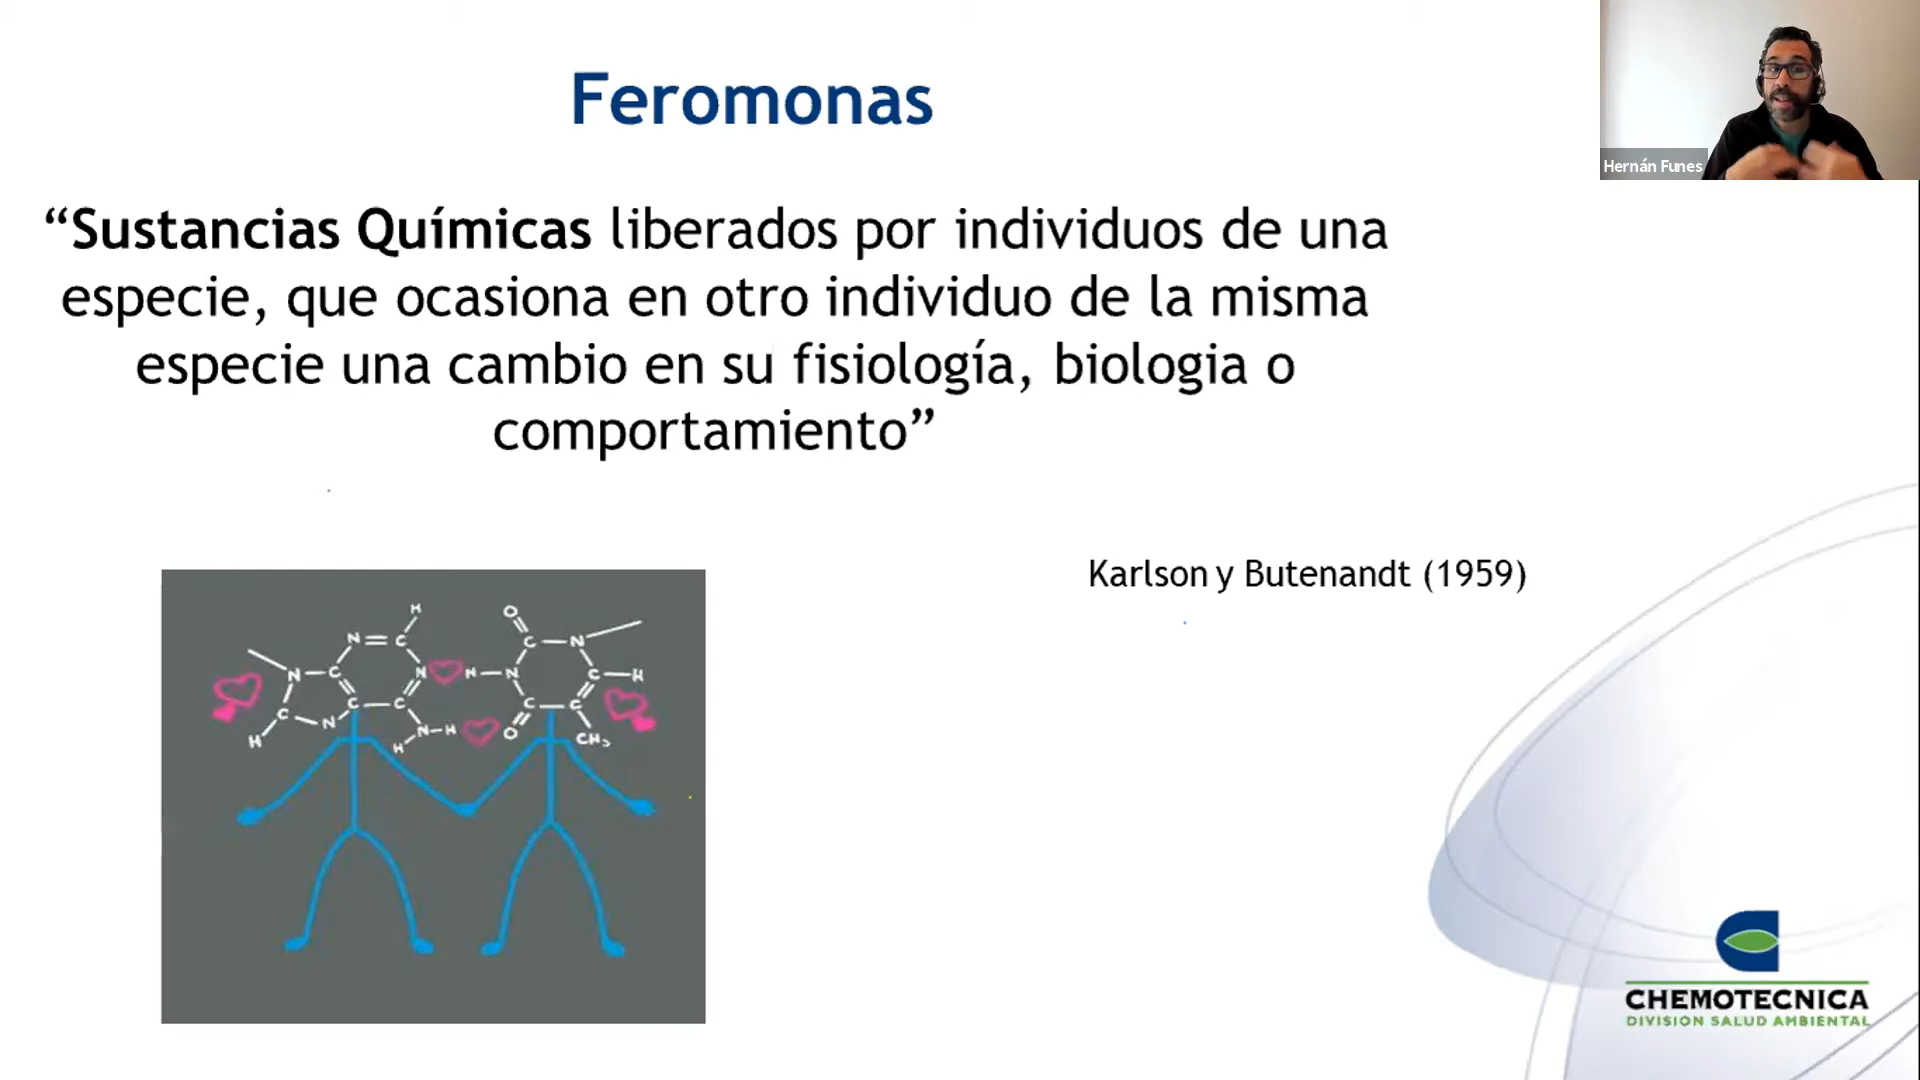 Feromonas
Hernán Funes
“Sustancias Químicas liberados por individuos de una
especie, que ocasiona en otro individuo de la misma
especie una cambio en su fisiología, biologia o
comportamiento”
Karlson y Butenandt (1959)
H
N C
O
C N
N C N H N C H
C C C C
C N N H O CH₃
H H
CHEMOTECNICA
DIVISION SALUD AMBIENTAL